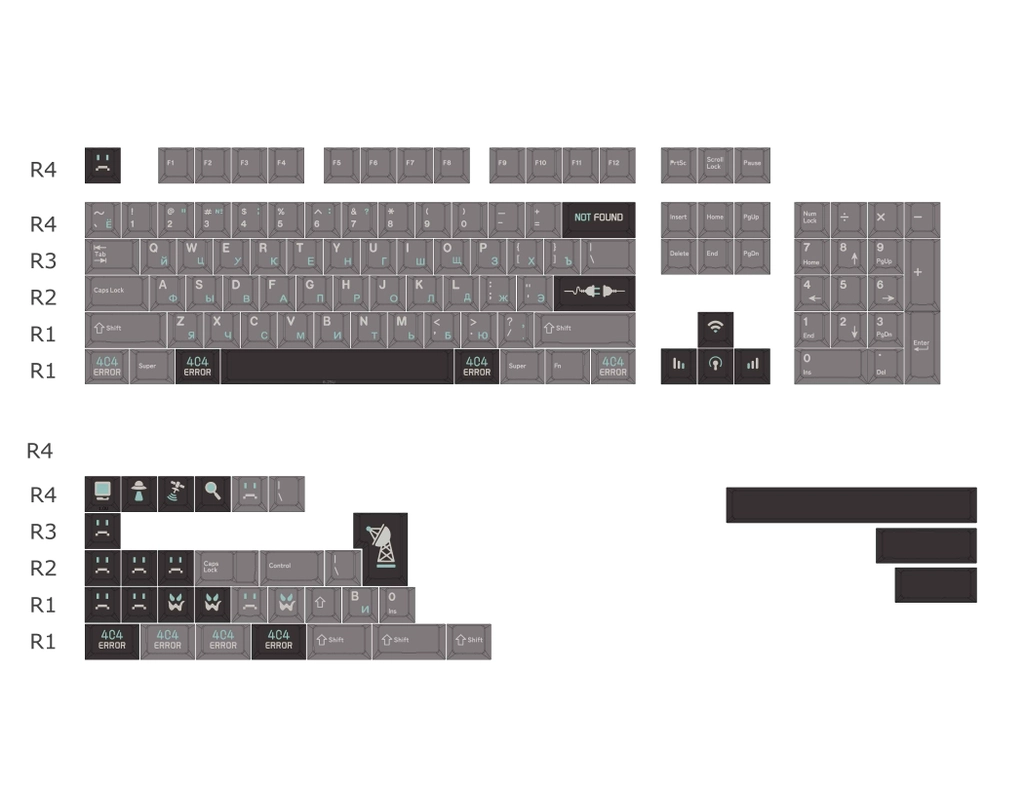 R4
F1 F2 F3 F4 F5 F6 F7 F8 F9 F10 F11 F12 PrtSc Scroll Lock Pause
R4
~ Ё ! 1 @ " 2 # № 3 $ ; 4 % 5 ^ : 6 & ? 7 * 8 ( 9 ) 0 _ - + = NOT FOUND Insert Home PgUp Num Lock ÷ × −
R3
Tab Q Й W Ц E У R К T Е Y Н U Г I Ш O Щ P З { [ Х } ] Ъ | \ Delete End PgDn 7 Home 8 ↑ 9 PgUp +
R2
Caps Lock A Ф S Ы D В F А G П H Р J О K Л L Д : ; Ж " ' Э 4 ← 5 6 →
R1
Shift Z Я X Ч C С V М B И N Т M Ь < , Б > . Ю ? / Shift 1 End 2 ↓ 3 PgDn Enter
R1
404 ERROR Super 404 ERROR 404 ERROR Super Fn 404 ERROR 0 Ins . Del
R4
R4
| \
R3
R2
Caps Lock Control | \
R1
B И 0 Ins
R1
404 ERROR 404 ERROR 404 ERROR 404 ERROR Shift Shift Shift